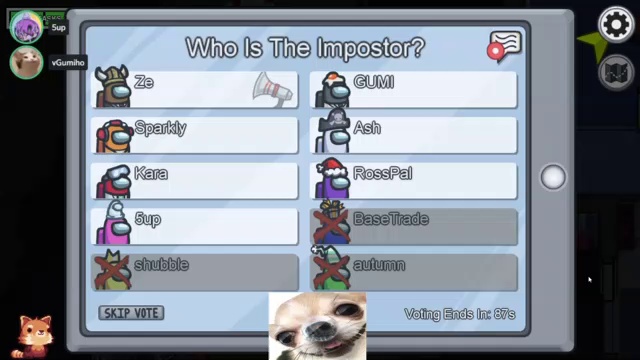 5up
vGumiho
Who Is The Impostor?
Ze
GUMI
Sparkly
Ash
Kara
RossPal
5up
BaseTrade
shubble
autumn
SKIP VOTE
Voting Ends In: 87s